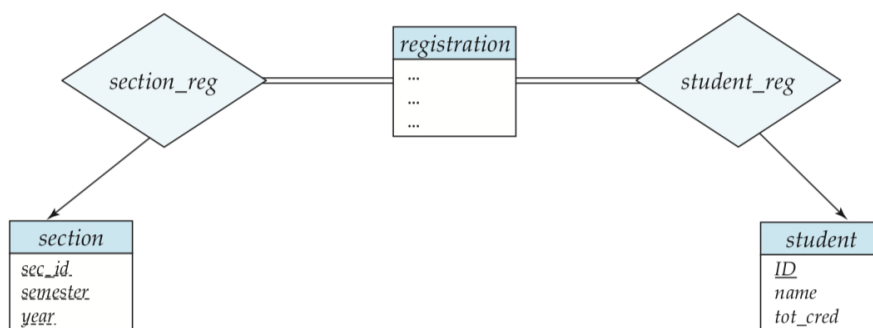 section_reg
registration
...
...
...
student_reg
section
sec_id
semester
year
student
ID
name
tot_cred